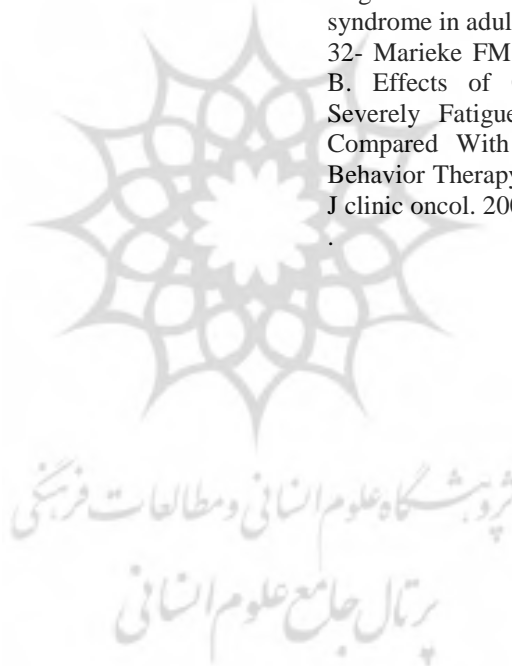 syndrome in adul
32- Marieke FM
B. Effects of
Severely Fatigue
Compared With
Behavior Therapy
J clinic oncol. 200
.
پژوهشگاه علوم انسانی و مطالعات فرهنگی
پرتال جامع علوم انسانی